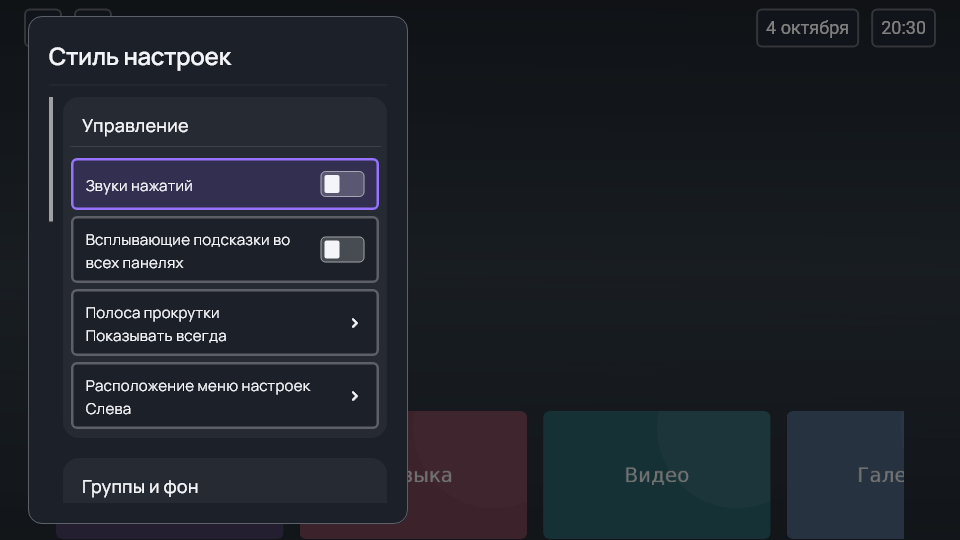 4 октября
20:30
Стиль настроек
Управление
Звуки нажатий
Всплывающие подсказки во
всех панелях
Полоса прокрутки
Показывать всегда
Расположение меню настроек
Слева
Группы и фон
Видео